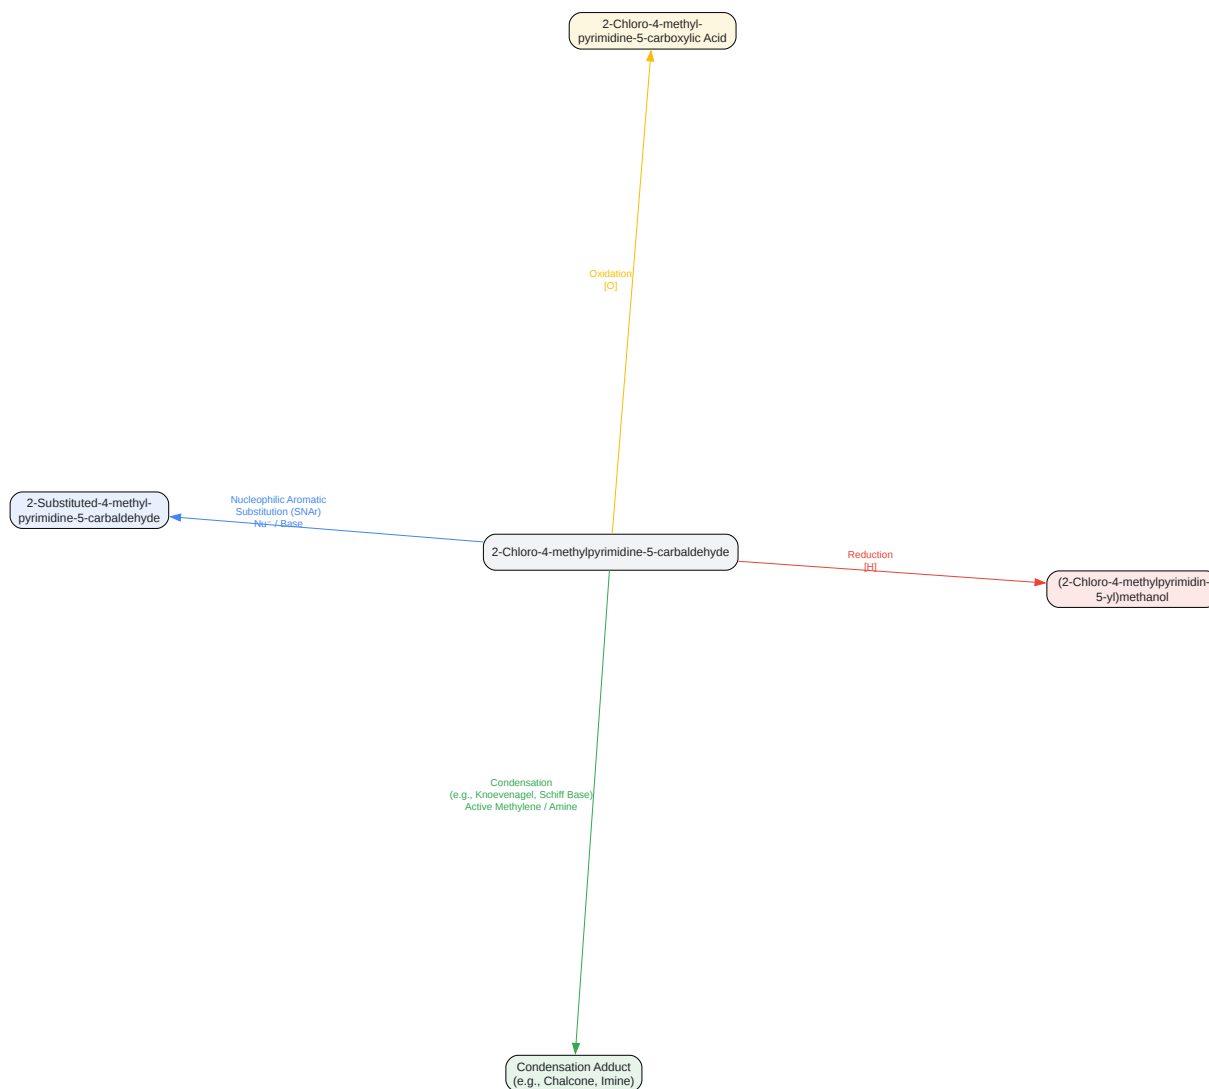 2-Chloro-4-methyl-
pyrimidine-5-carboxylic Acid
Oxidation
[O]
2-Substituted-4-methyl-
pyrimidine-5-carbaldehyde
Nucleophilic Aromatic
Substitution (SNAr)
Nu⁻ / Base
2-Chloro-4-methylpyrimidine-5-carbaldehyde
Reduction
[H]
(2-Chloro-4-methylpyrimidin-
5-yl)methanol
Condensation
(e.g., Knoevenagel, Schiff Base)
Active Methylene / Amine
Condensation Adduct
(e.g., Chalcone, Imine)